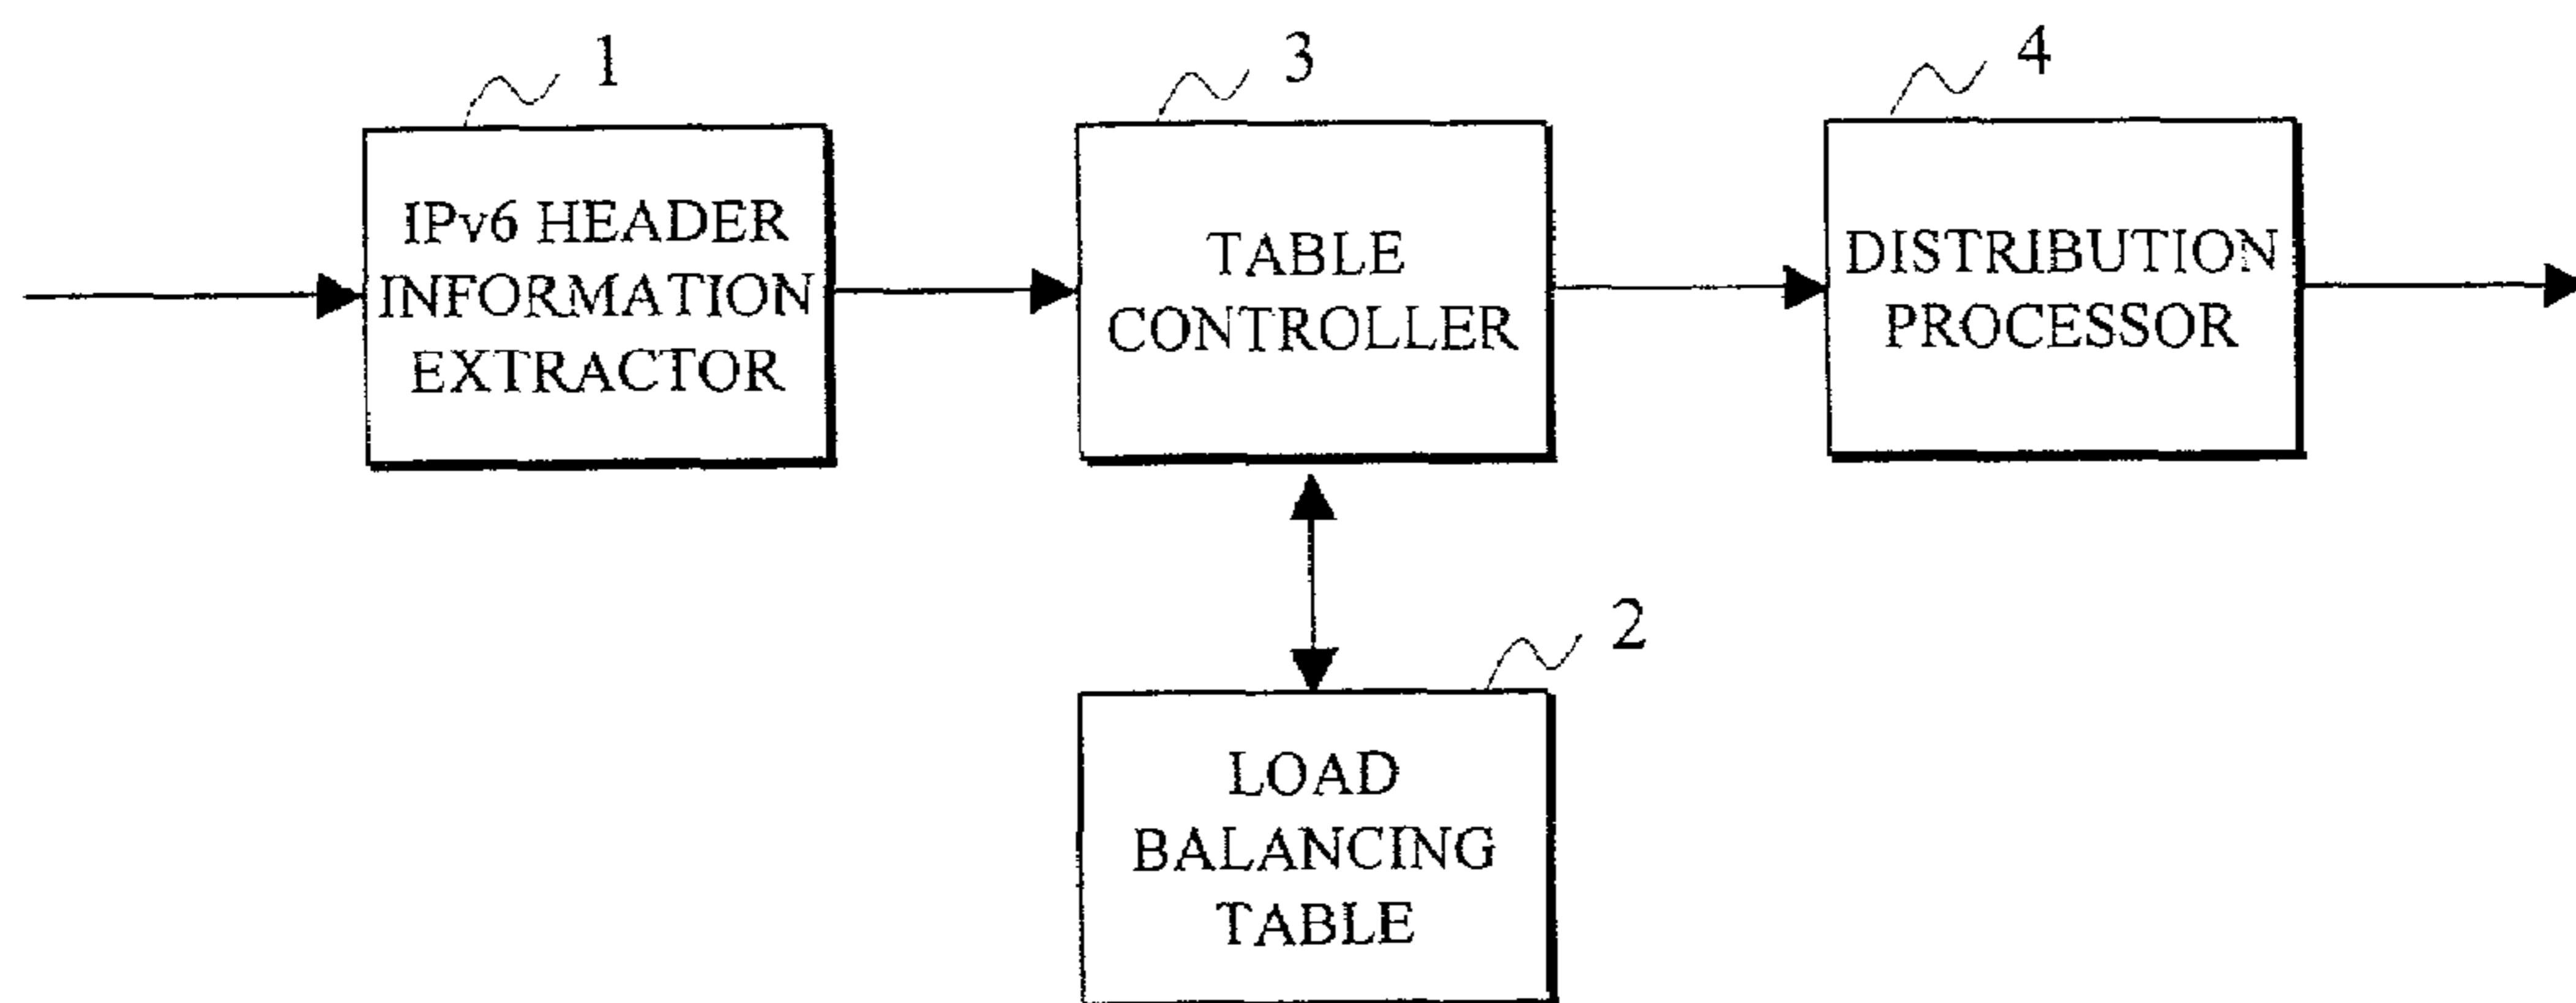 1
IPv6 HEADER
INFORMATION
EXTRACTOR
3
TABLE
CONTROLLER
4
DISTRIBUTION
PROCESSOR
2
LOAD
BALANCING
TABLE